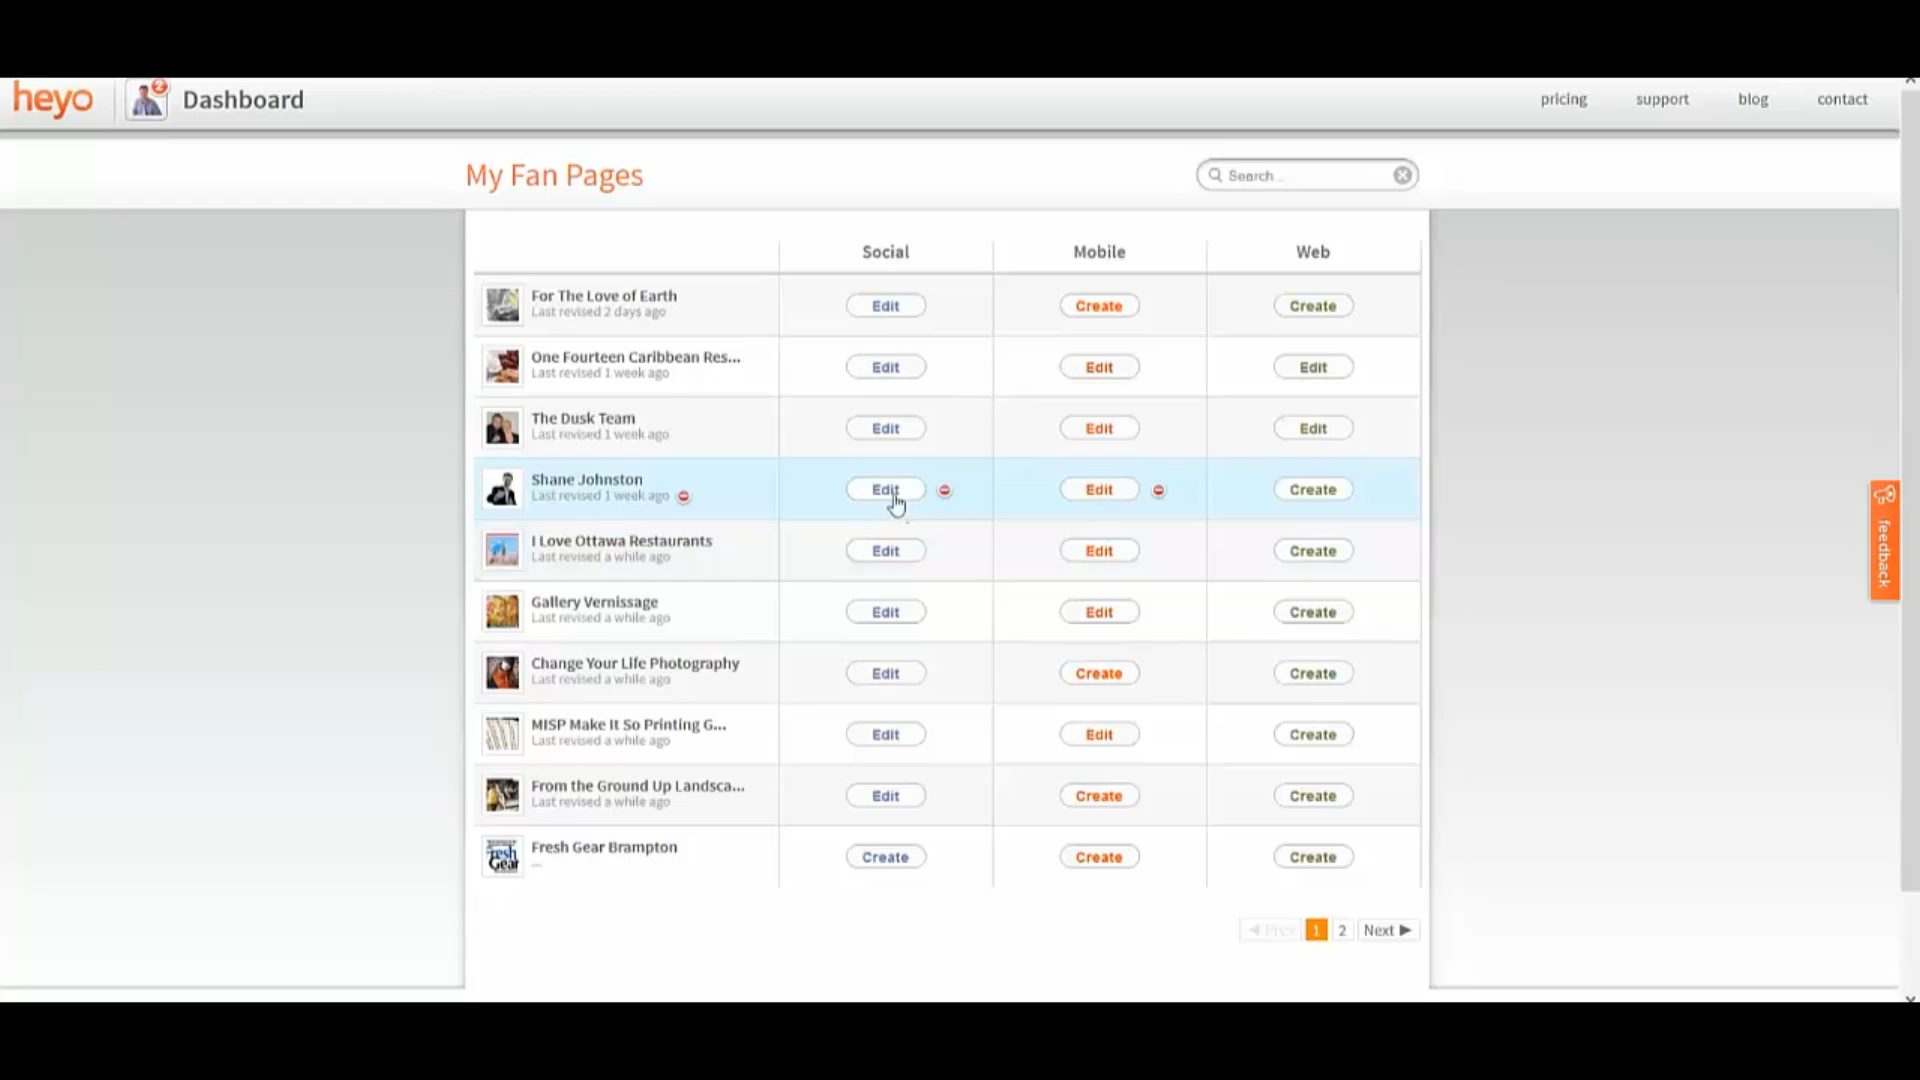 heyo
2
Dashboard
pricing
support
blog
contact
My Fan Pages
Search...
Social
Mobile
Web
For The Love of Earth
Last revised 2 days ago
Edit
Create
Create
One Fourteen Caribbean Res...
Last revised 1 week ago
Edit
Edit
Edit
The Dusk Team
Last revised 1 week ago
Edit
Edit
Edit
Shane Johnston
Last revised 1 week ago
Edit
Edit
Create
I Love Ottawa Restaurants
Last revised a while ago
Edit
Edit
Create
Gallery Vernissage
Last revised a while ago
Edit
Edit
Create
Change Your Life Photography
Last revised a while ago
Edit
Create
Create
MISP Make It So Printing G...
Last revised a while ago
Edit
Edit
Create
From the Ground Up Landsca...
Last revised a while ago
Edit
Create
Create
Fresh Gear
Fresh Gear Brampton
...
Create
Create
Create
Prev
1
2
Next
feedback